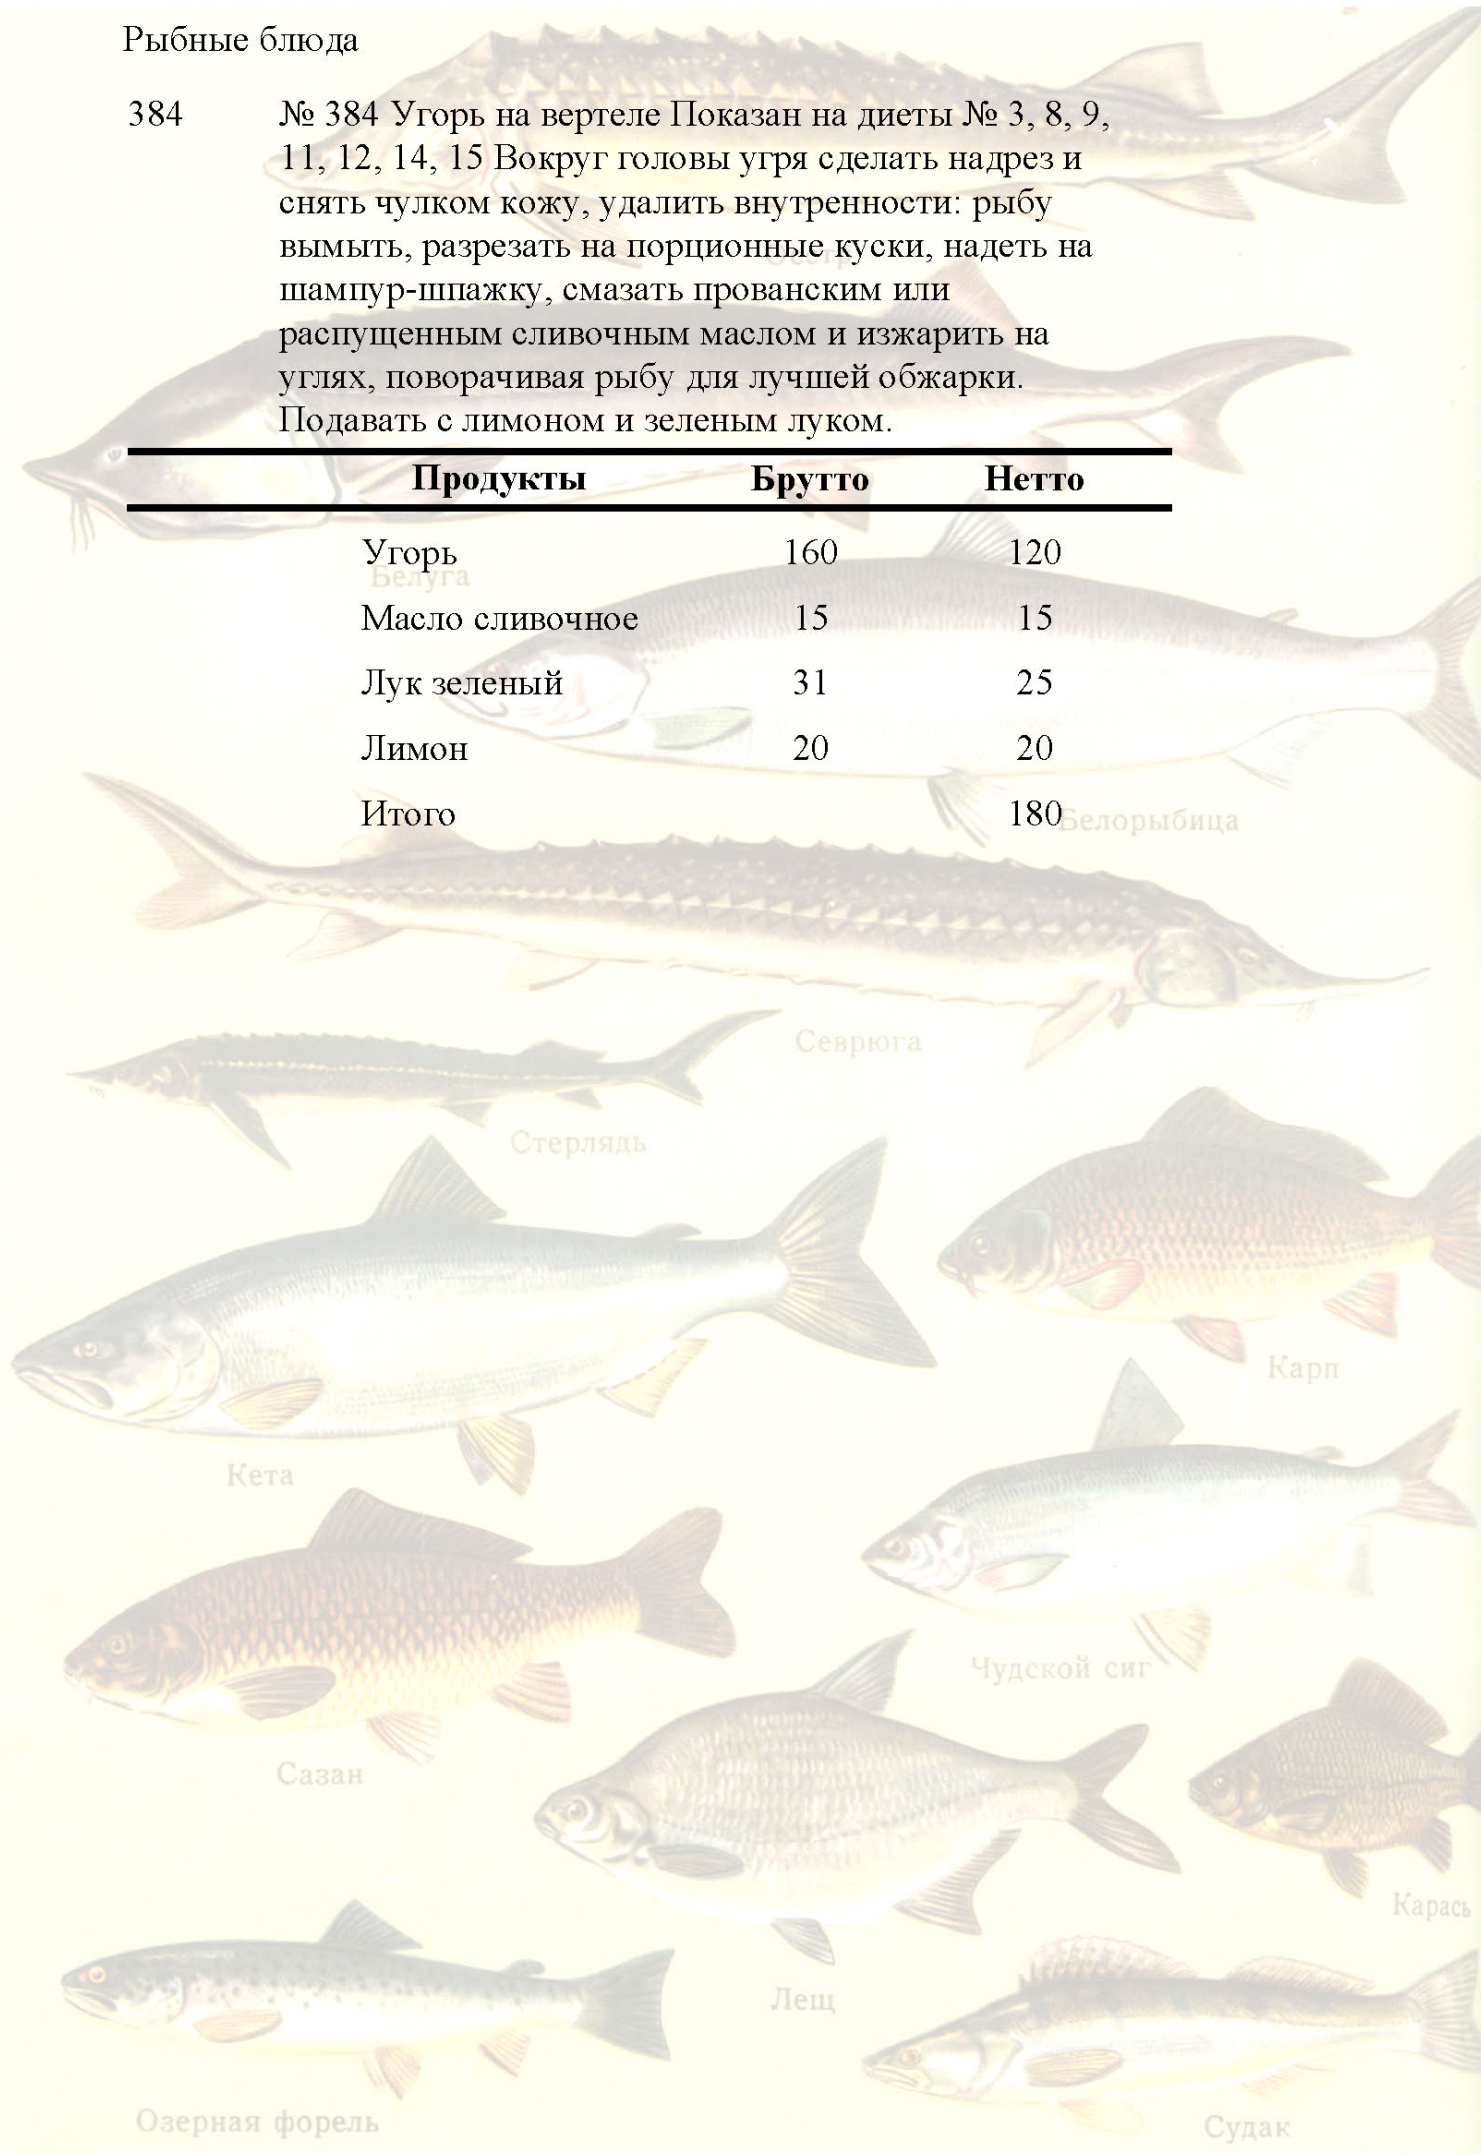 Рыбные блюда
384 № 384 Угорь на вертеле Показан на диеты № 3, 8, 9,
11, 12, 14, 15 Вокруг головы угря сделать надрез и
снять чулком кожу, удалить внутренности: рыбу
вымыть, разрезать на порционные куски, надеть на
шампур-шпажку, смазать прованским или
распущенным сливочным маслом и изжарить на
углях, поворачивая рыбу для лучшей обжарки.
Подавать с лимоном и зеленым луком.
Продукты Брутто Нетто
Угорь 160 120
Белуга
Масло сливочное 15 15
Лук зеленый 31 25
Лимон 20 20
Итого 180
Белорыбица
Севрюга
Стерлядь
Карп
Кета
Чудской сиг
Сазан
Карась
Лещ
Озерная форель
Судак